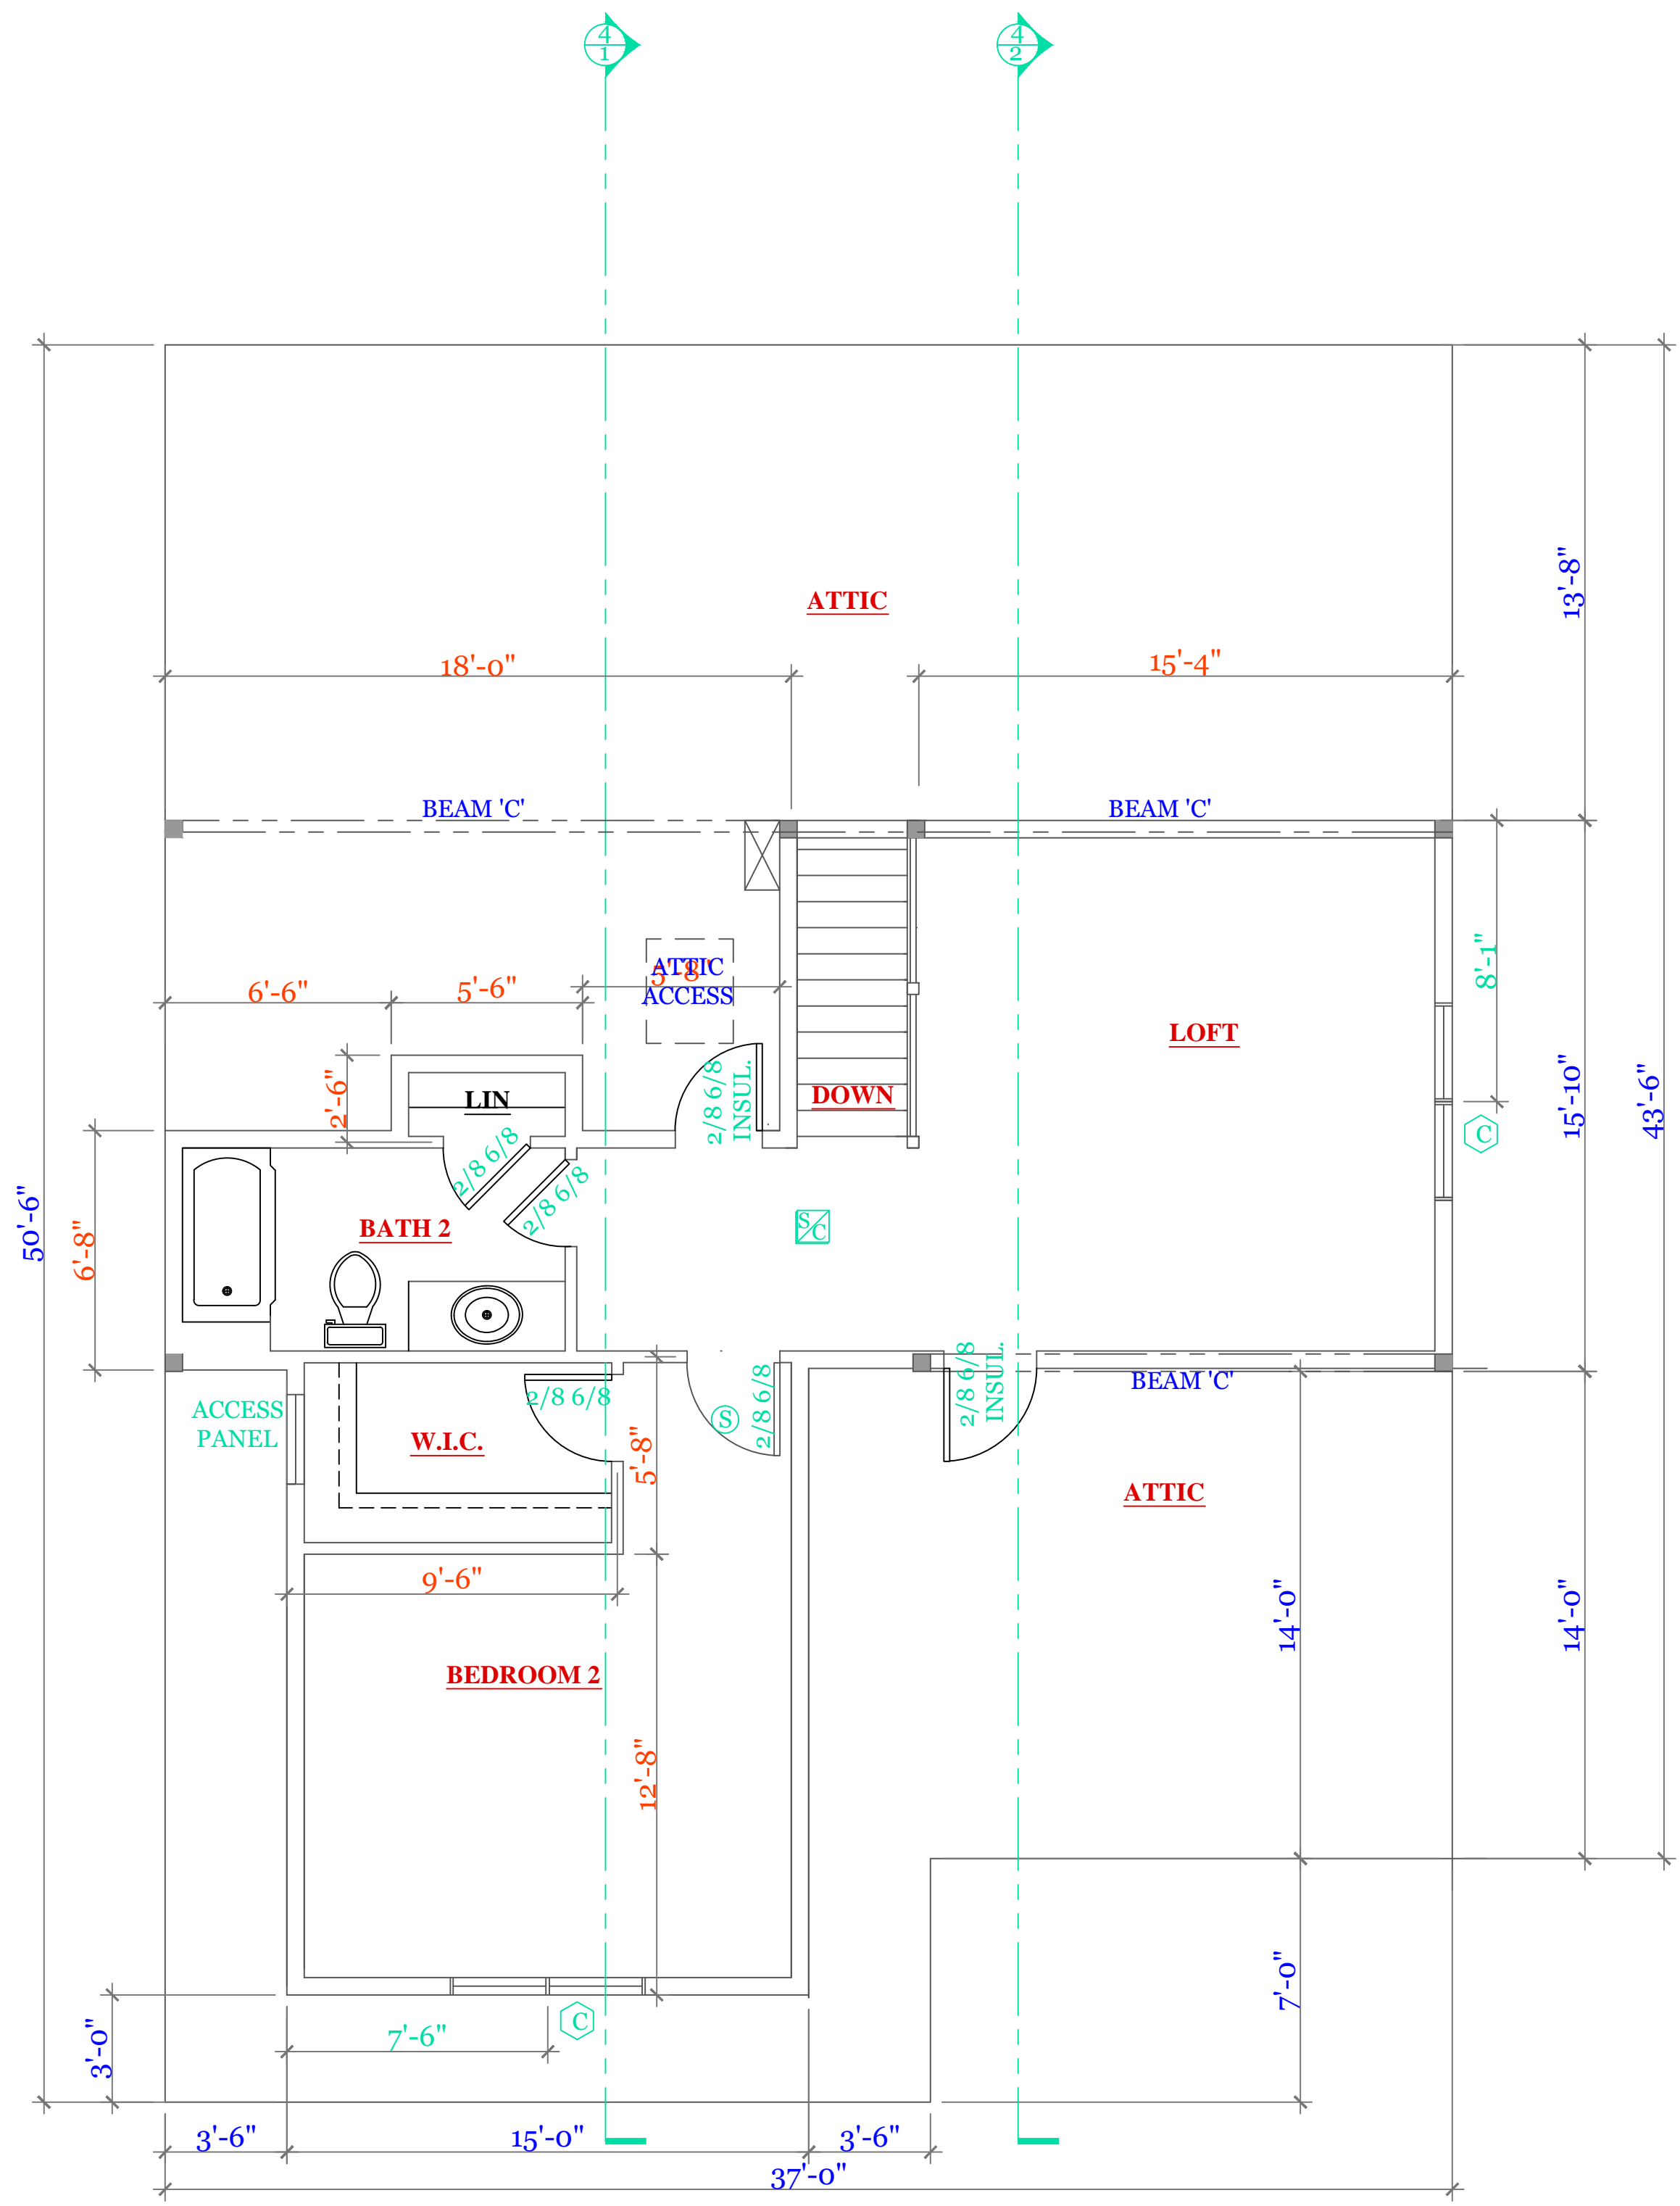 4
1
4
2
ATTIC
13'-8"
18'-0"
15'-4"
BEAM 'C'
BEAM 'C'
8'-1"
ATTIC
ACCESS
5'-8"
6'-6"
5'-6"
LOFT
43'-6"
15'-10"
2'-6"
LIN
2/8 6/8
INSUL.
DOWN
C
2/8 6/8
2/8 6/8
50'-6"
6'-8"
BATH 2
S
C
BEAM 'C'
2/8 6/8
INSUL.
2/8 6/8
2/8 6/8
S
ACCESS
PANEL
W.I.C.
5'-8"
ATTIC
9'-6"
14'-0"
14'-0"
BEDROOM 2
12'-8"
7'-0"
C
7'-6"
3'-0"
3'-6"
15'-0"
3'-6"
37'-0"